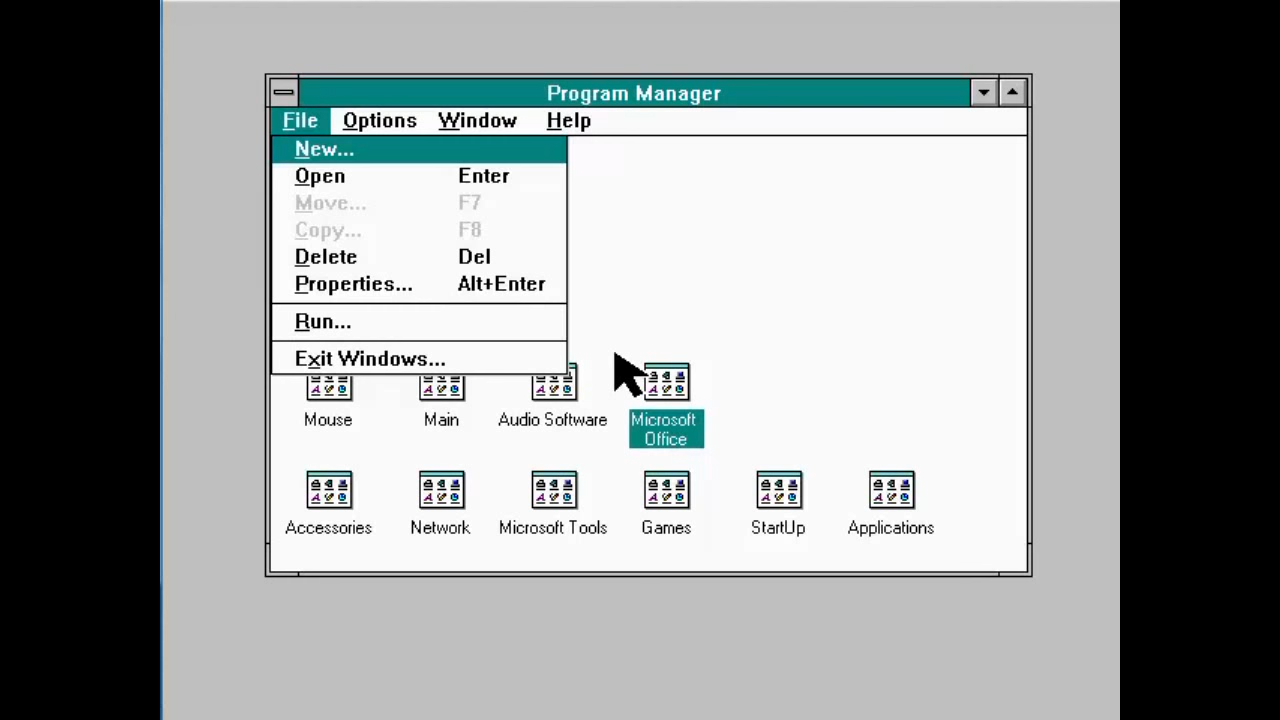 Program Manager
File Options Window Help
New...
Open Enter
Move... F7
Copy... F8
Delete Del
Properties... Alt+Enter
Run...
Exit Windows...
Mouse Main Audio Software Microsoft
Office
Accessories Network Microsoft Tools Games StartUp Applications